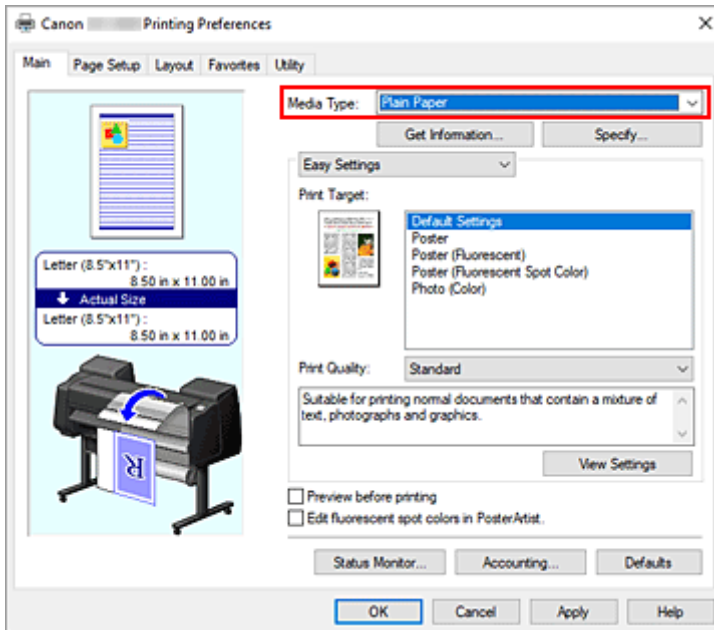 Canon Printing Preferences
Main Page Setup Layout Favorites Utility
Media Type: Plain Paper
Get Information... Specify...
Easy Settings
Print Target:
Default Settings
Poster
Poster (Fluorescent)
Poster (Fluorescent Spot Color)
Photo (Color)
Letter (8.5"x11") :
8.50 in x 11.00 in
Actual Size
Letter (8.5"x11") :
8.50 in x 11.00 in
R
Print Quality: Standard
Suitable for printing normal documents that contain a mixture of
text, photographs and graphics.
View Settings
Preview before printing
Edit fluorescent spot colors in PosterArtist.
Status Monitor... Accounting... Defaults
OK Cancel Apply Help